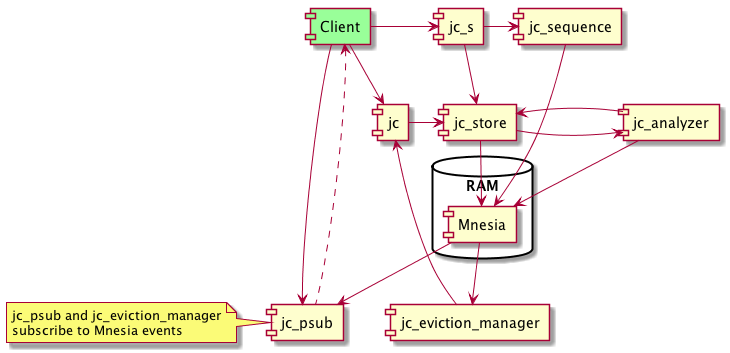 Client
jc_s
jc_sequence
jc
jc_store
jc_analyzer
RAM
Mnesia
jc_psub and jc_eviction_manager
subscribe to Mnesia events
jc_psub
jc_eviction_manager